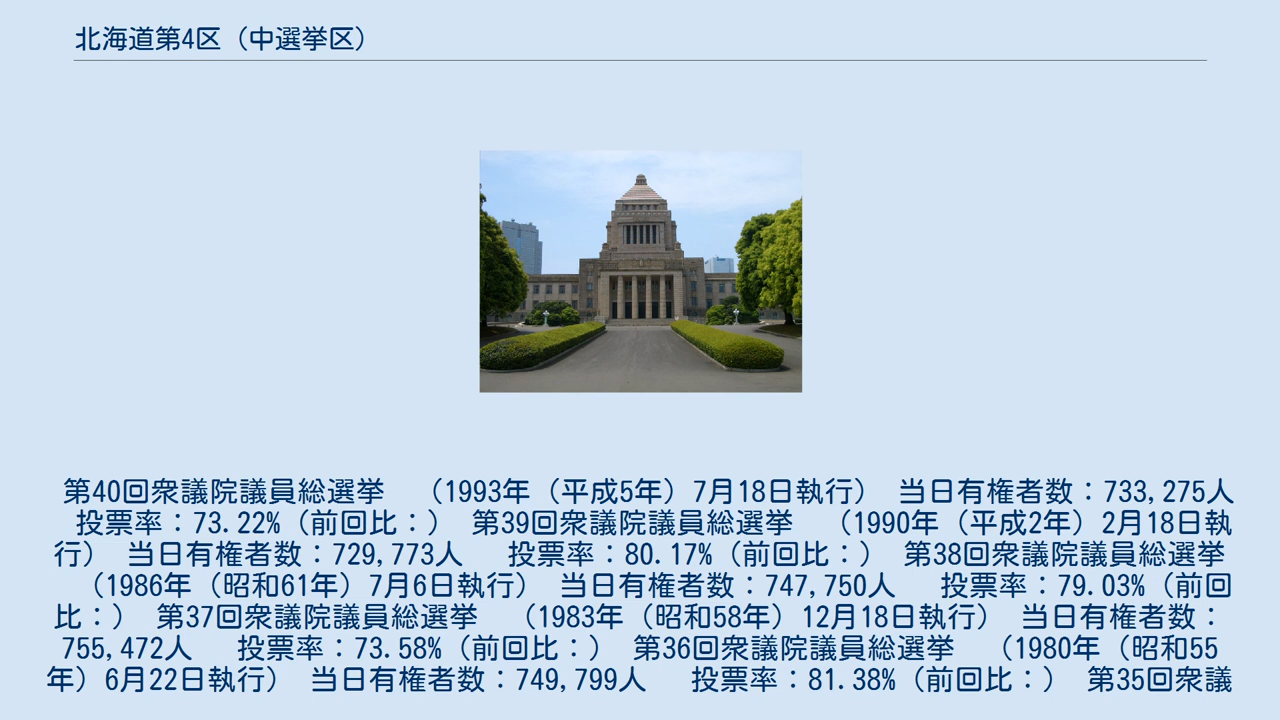 北海道第4区（中選挙区）
第40回衆議院議員総選挙　（1993年（平成5年）7月18日執行）　当日有権者数：733,275人
投票率：73.22%（前回比：）　第39回衆議院議員総選挙　（1990年（平成2年）2月18日執
行）　当日有権者数：729,773人　投票率：80.17%（前回比：）　第38回衆議院議員総選挙
（1986年（昭和61年）7月6日執行）　当日有権者数：747,750人　投票率：79.03%（前回
比：）　第37回衆議院議員総選挙　（1983年（昭和58年）12月18日執行）　当日有権者数：
755,472人　投票率：73.58%（前回比：）　第36回衆議院議員総選挙　（1980年（昭和55
年）6月22日執行）　当日有権者数：749,799人　投票率：81.38%（前回比：）　第35回衆議